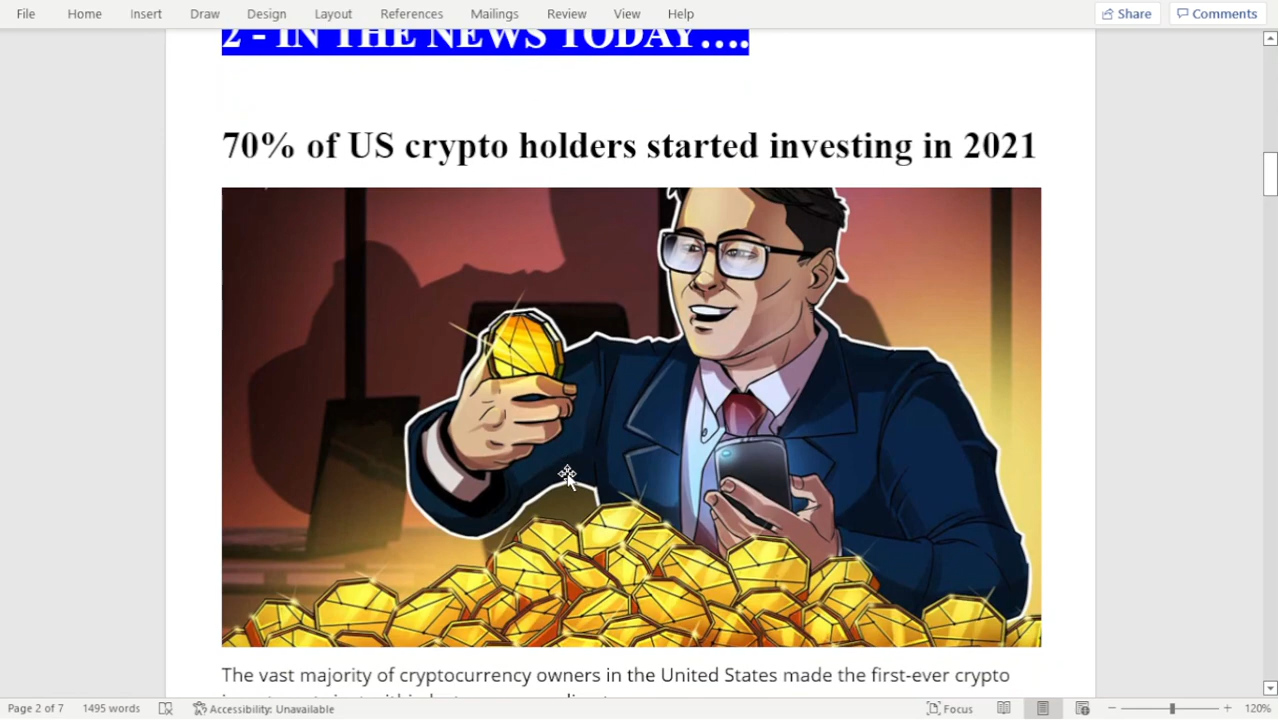 File Home Insert Draw Design Layout References Mailings Review View Help Share Comments
2 - IN THE NEWS TODAY….
70% of US crypto holders started investing in 2021
The vast majority of cryptocurrency owners in the United States made the first-ever crypto
Page 2 of 7 1495 words Accessibility: Unavailable Focus 120%